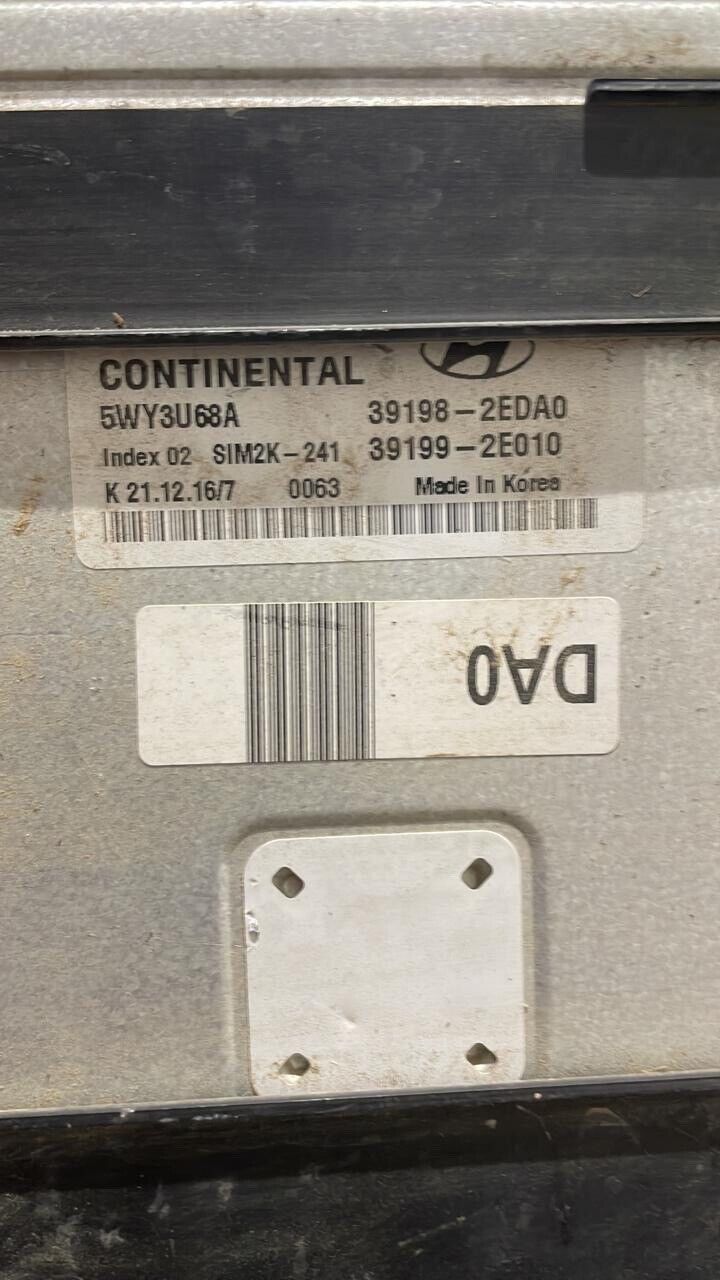 CONTINENTAL
5WY3U68A 39198-2EDA0
Index 02 SIM2K-241 39199-2E010
K 21.12.16/7 0063 Made In Korea
DA0